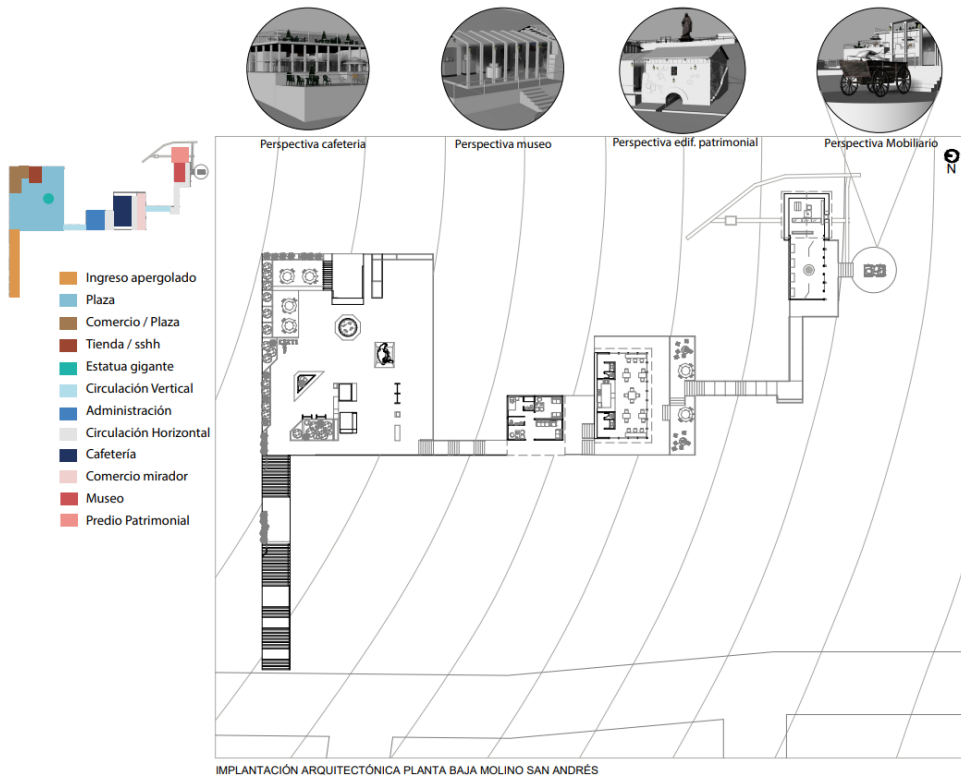 Perspectiva cafeteria
Perspectiva museo
Perspectiva edif. patrimonial
Perspectiva Mobiliario
N
Ingreso apergolado
Plaza
Comercio / Plaza
Tienda / sshh
Estatua gigante
Circulación Vertical
Administración
Circulación Horizontal
Cafetería
Comercio mirador
Museo
Predio Patrimonial
IMPLANTACIÓN ARQUITECTÓNICA PLANTA BAJA MOLINO SAN ANDRÉS